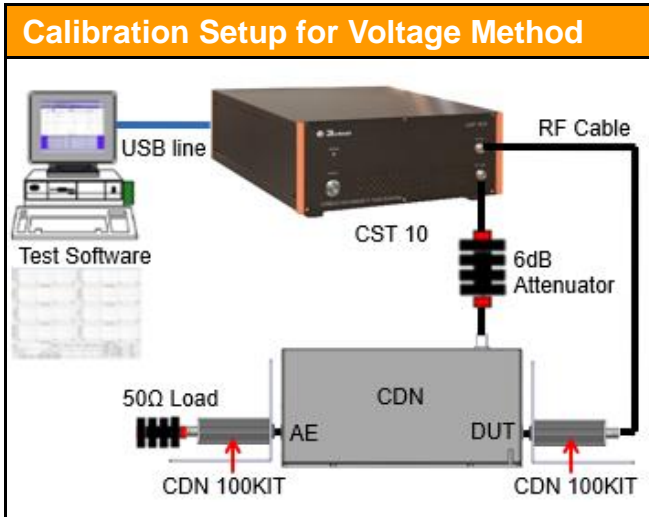 Calibration Setup for Voltage Method
USB line
RF Cable
CST 10
Test Software
6dB
Attenuator
50Ω Load
CDN
AE
DUT
CDN 100KIT
CDN 100KIT